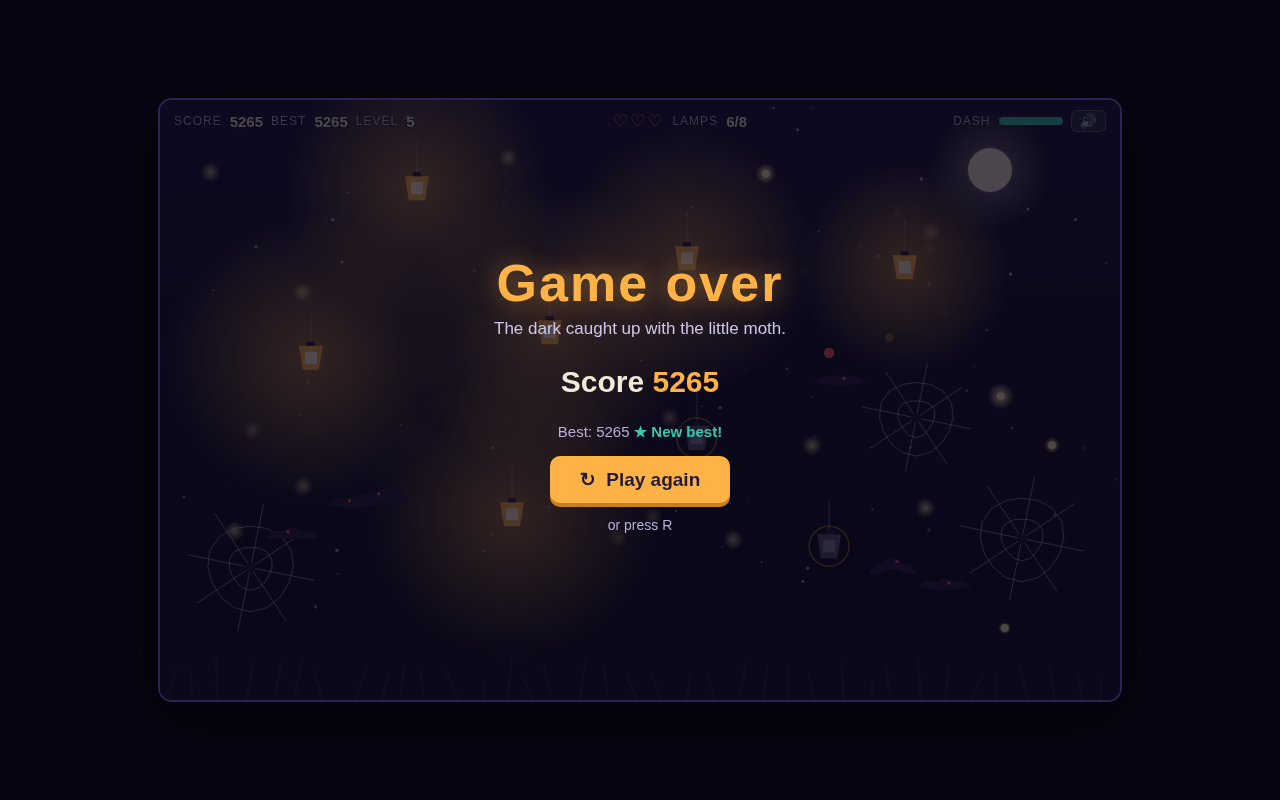 SCORE 5265 BEST 5265 LEVEL 5 ♡♡♡ LAMPS 6/8 DASH
Game over
The dark caught up with the little moth.
Score 5265
Best: 5265 ★ New best!
↻ Play again
or press R